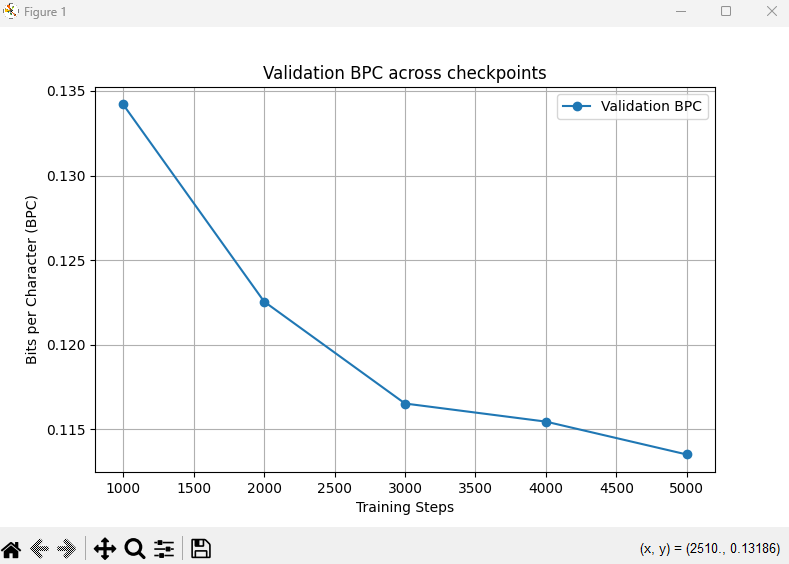 Figure 1
Validation BPC across checkpoints
Validation BPC
Bits per Character (BPC)
0.135
0.130
0.125
0.120
0.115
1000 1500 2000 2500 3000 3500 4000 4500 5000
Training Steps
(x, y) = (2510., 0.13186)